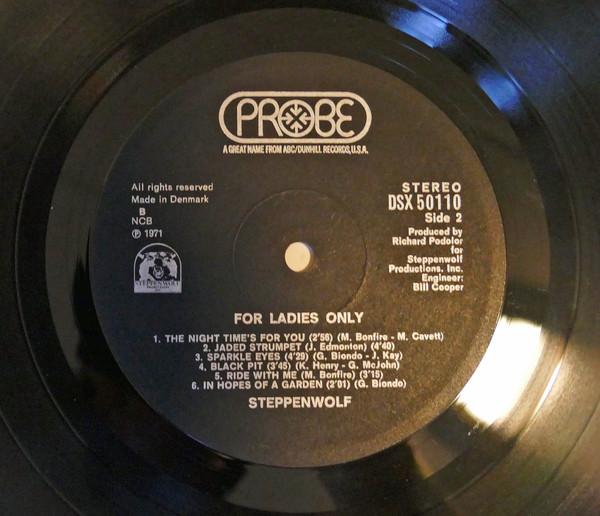 PROBE
A GREAT NAME FROM ABC/DUNHILL RECORDS, U.S.A.
All rights reserved
Made in Denmark
B
NCB
℗ 1971
STEPPENWOLF
STEREO
DSX 50110
Side 2
Produced by
Richard Podolor
for
Steppenwolf
Productions, Inc.
Engineer:
Bill Cooper
FOR LADIES ONLY
1. THE NIGHT TIME'S FOR YOU (2'56) (M. Bonfire - M. Cavett)
2. JADED STRUMPET (J. Edmonton) (4'40)
3. SPARKLE EYES (4'29) (G. Biondo - J. Kay)
4. BLACK PIT (3'45) (K. Henry - G. McJohn)
5. RIDE WITH ME (M. Bonfire) (3'15)
6. IN HOPES OF A GARDEN (2'01) (G. Biondo)
STEPPENWOLF